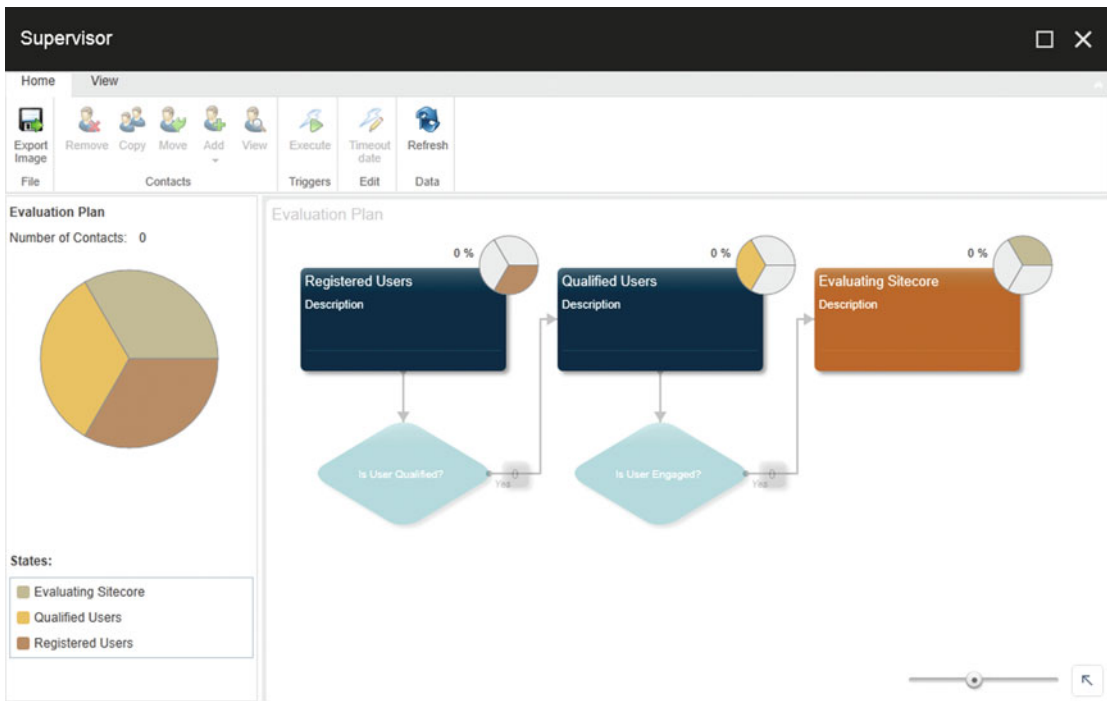 Supervisor
Home View
Export Image
Remove Copy Move Add View
Execute
Timeout date
Refresh
File Contacts Triggers Edit Data
Evaluation Plan
Number of Contacts: 0
States:
Evaluating Sitecore
Qualified Users
Registered Users
Evaluation Plan
0 %
Registered Users
Description
0 %
Qualified Users
Description
0 %
Evaluating Sitecore
Description
Is User Qualified?
0
Yes
Is User Engaged?
0
Yes